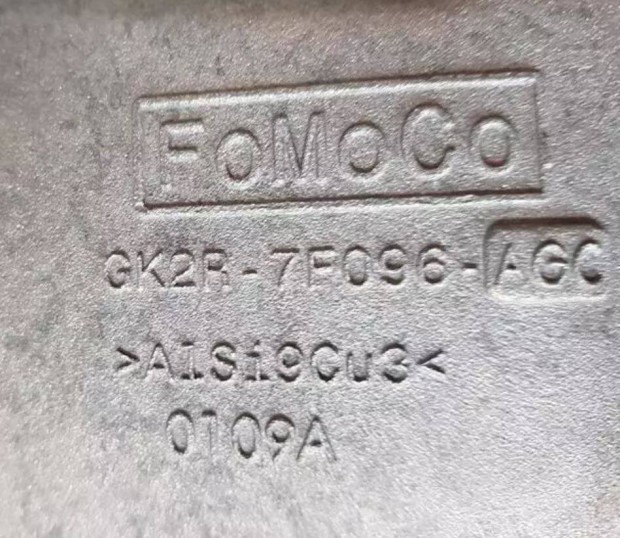 FoMoCo
GK2R-7F096-AGC
>AlSi9Cu3<
0109A